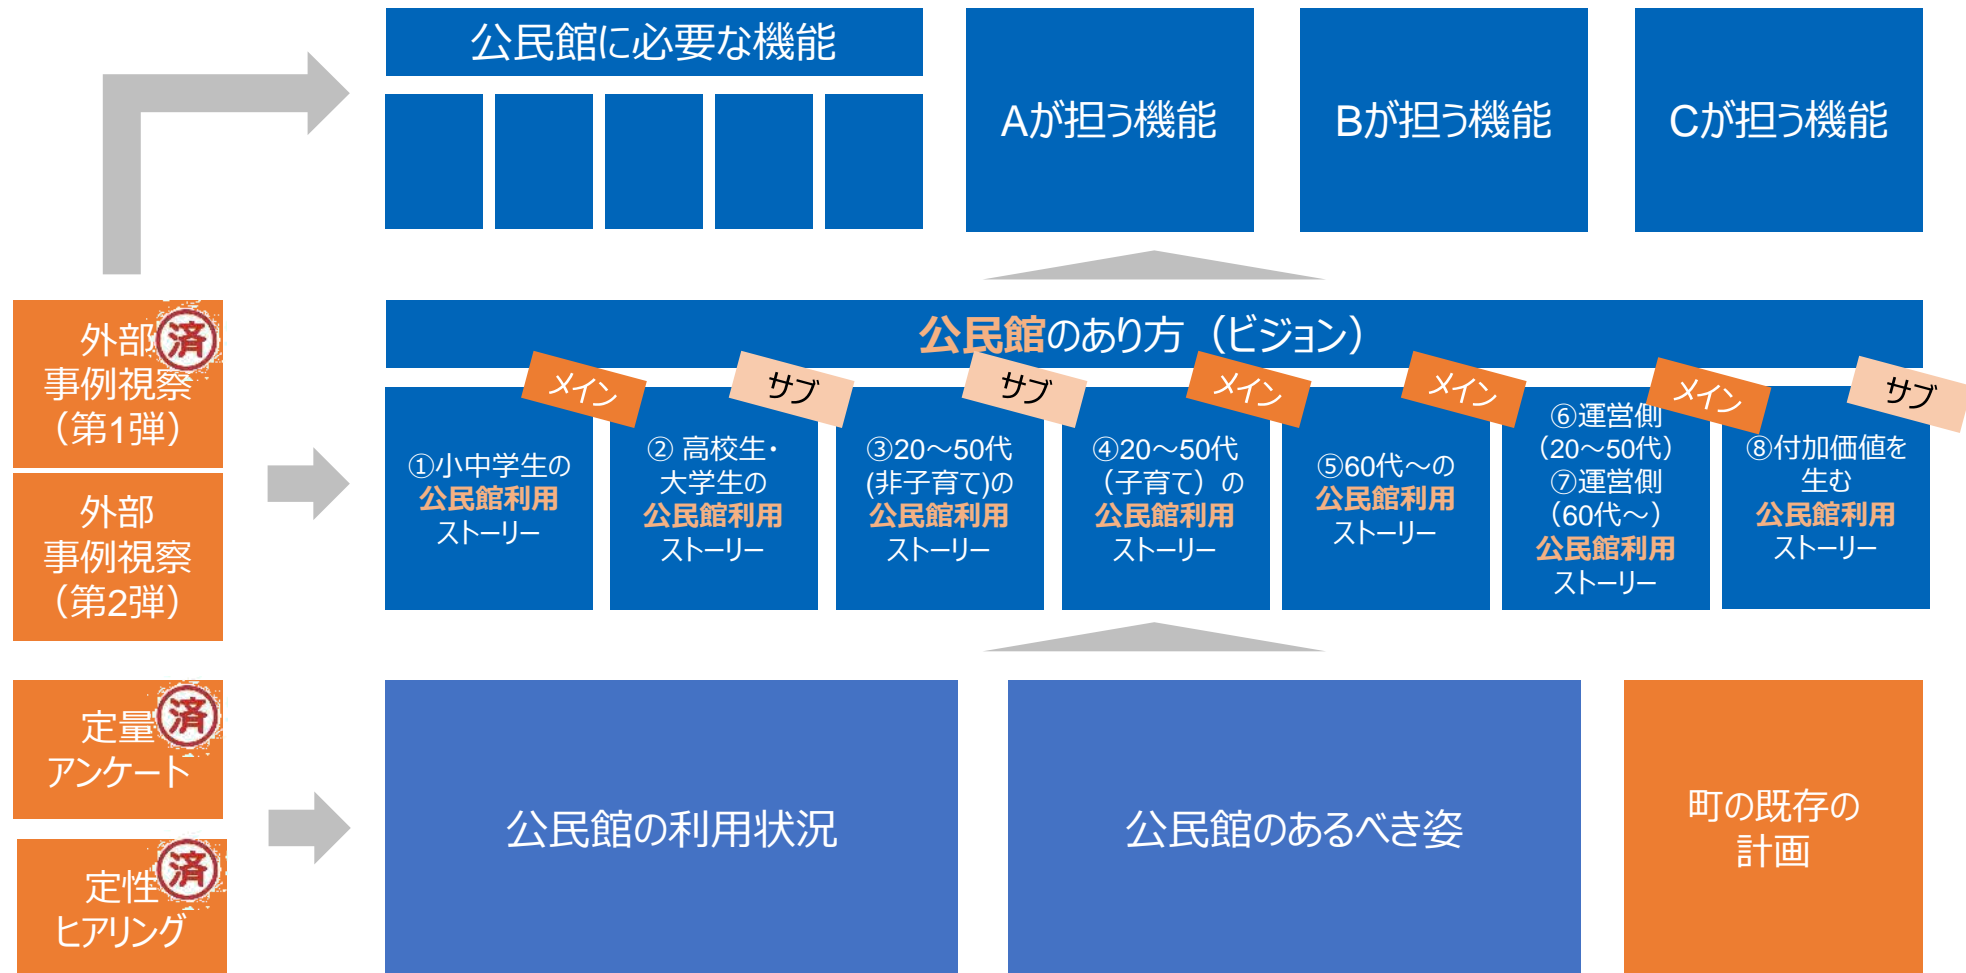 公民館に必要な機能
Aが担う機能
Bが担う機能
Cが担う機能
外部
事例視察
（第1弾）
済
外部
事例視察
（第2弾）
公民館のあり方（ビジョン）
メイン
サブ
サブ
メイン
メイン
メイン
サブ
①小中学生の
公民館利用
ストーリー
② 高校生・
大学生の
公民館利用
ストーリー
③20～50代
(非子育て)の
公民館利用
ストーリー
④20～50代
（子育て）の
公民館利用
ストーリー
⑤60代～の
公民館利用
ストーリー
⑥運営側
（20～50代）
⑦運営側
（60代～）
公民館利用
ストーリー
⑧付加価値を
生む
公民館利用
ストーリー
定量
アンケート
済
定性
ヒアリング
済
公民館の利用状況
公民館のあるべき姿
町の既存の
計画